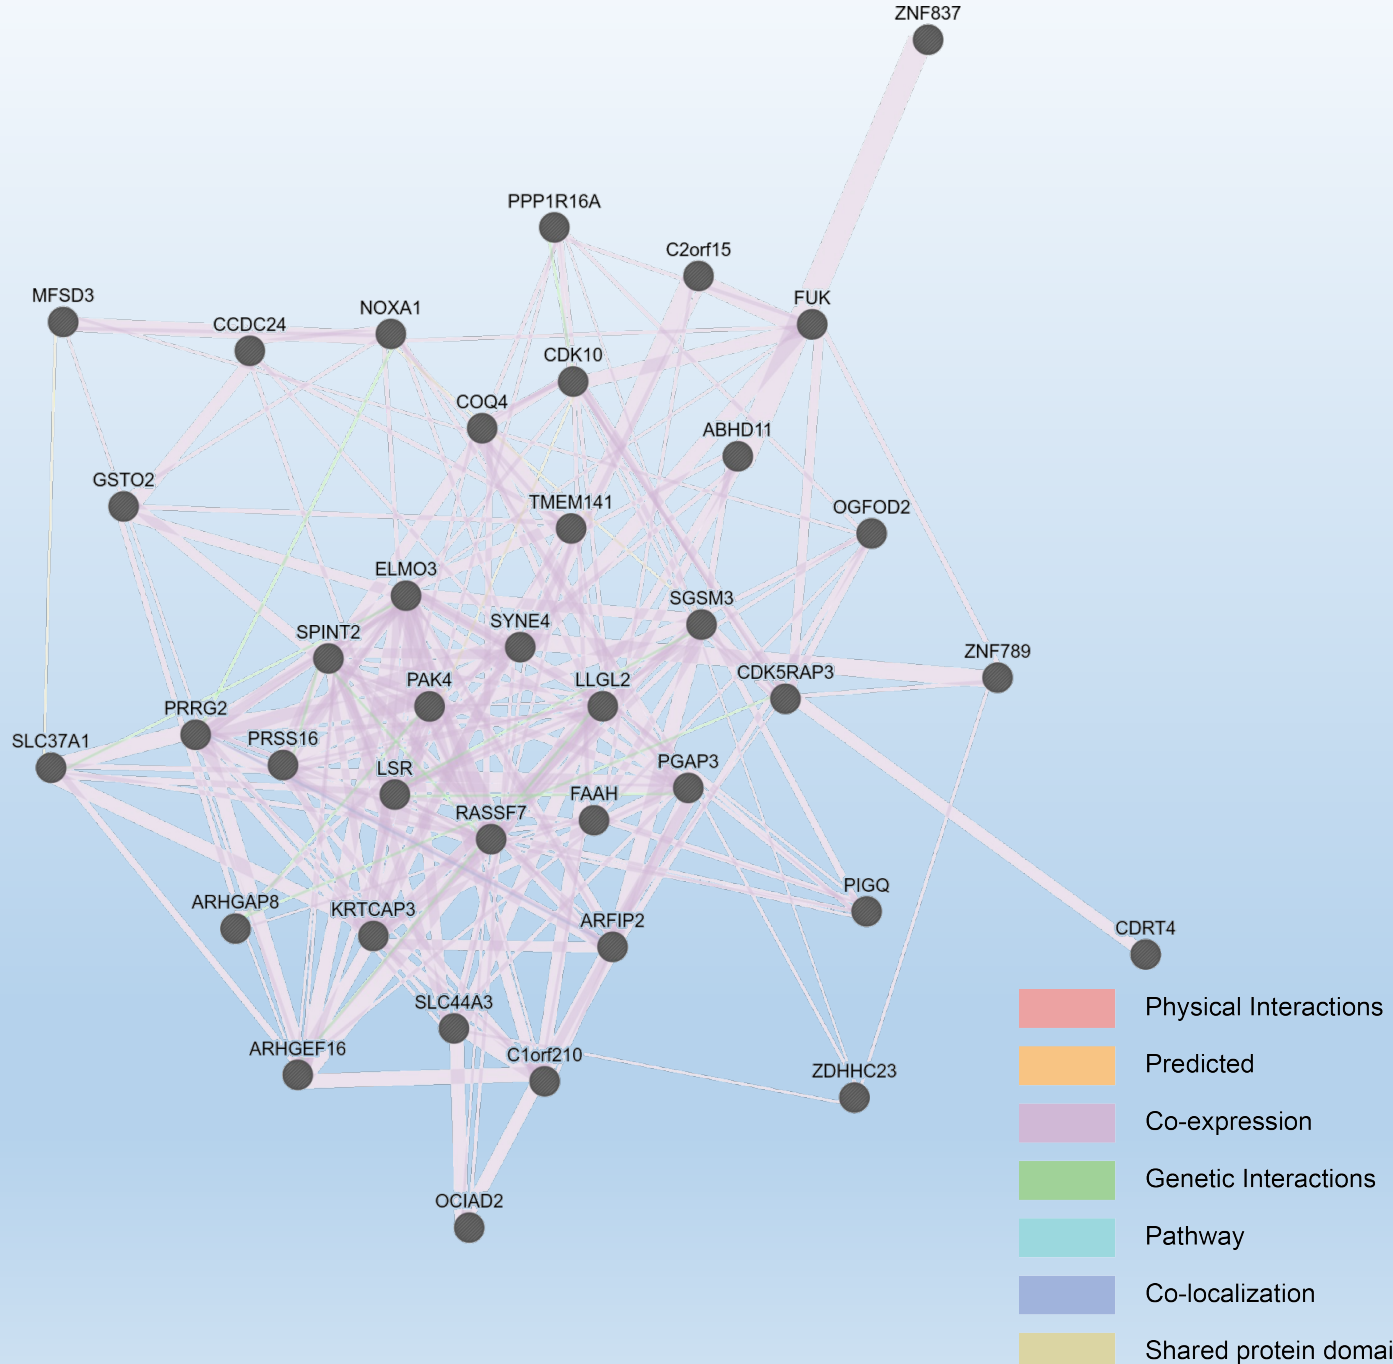 ZNF837
PPP1R16A
C2orf15
MFSD3
FUK
NOXA1
CCDC24
CDK10
COQ4
ABHD11
GSTO2
TMEM141
OGFOD2
ELMO3
SGSM3
SYNE4
SPINT2
ZNF789
CDK5RAP3
PAK4
LLGL2
PRRG2
PRSS16
SLC37A1
LSR
PGAP3
FAAH
RASSF7
PIGQ
ARHGAP8
KRTCAP3
ARFIP2
CDRT4
SLC44A3
Physical Interactions
ARHGEF16
C1orf210
Predicted
ZDHHC23
Co-expression
Genetic Interactions
OCIAD2
Pathway
Co-localization
Shared protein domai